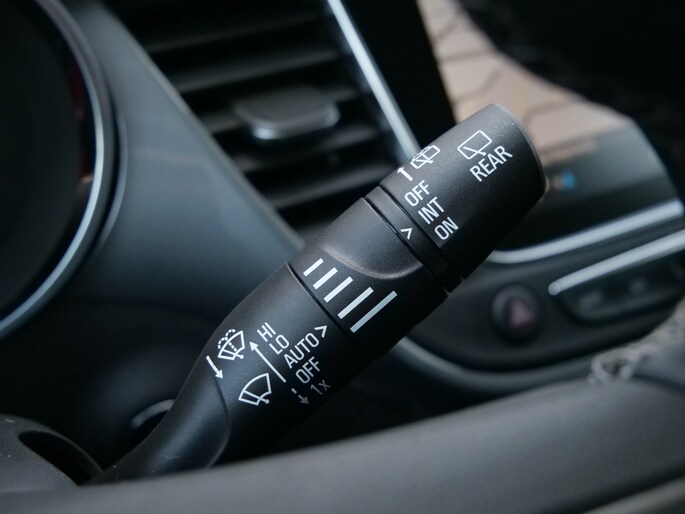 REAR
OFF
INT
ON
HI
LO
AUTO
OFF
1x